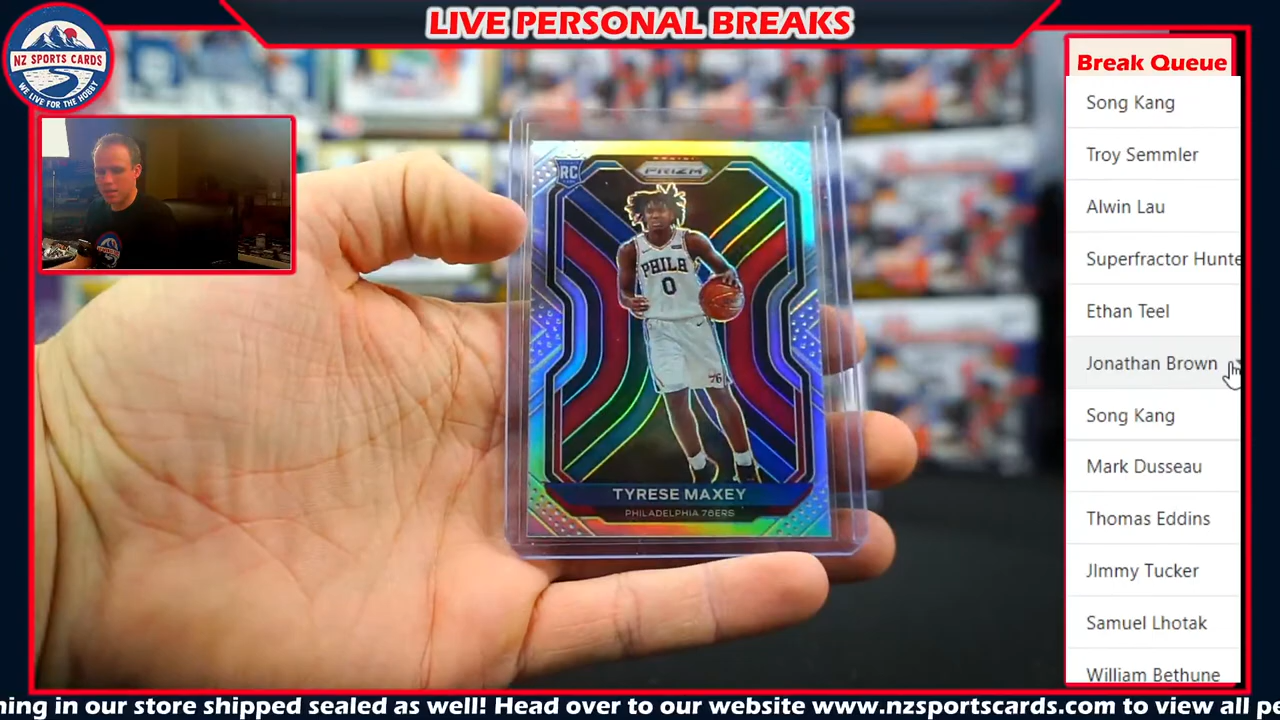 LIVE PERSONAL BREAKS
NZ SPORTS CARDS
WE LIVE FOR THE HOBBY
Break Queue
Song Kang
Troy Semmler
Alwin Lau
Superfractor Hunte
Ethan Teel
Jonathan Brown
Song Kang
Mark Dusseau
Thomas Eddins
JImmy Tucker
Samuel Lhotak
William Bethune
RC
PANINI
PRIZM
PHILA
0
76
TYRESE MAXEY
PHILADELPHIA 76ERS
ning in our store shipped sealed as well! Head over to our website www.nzsportscards.com to view all pe